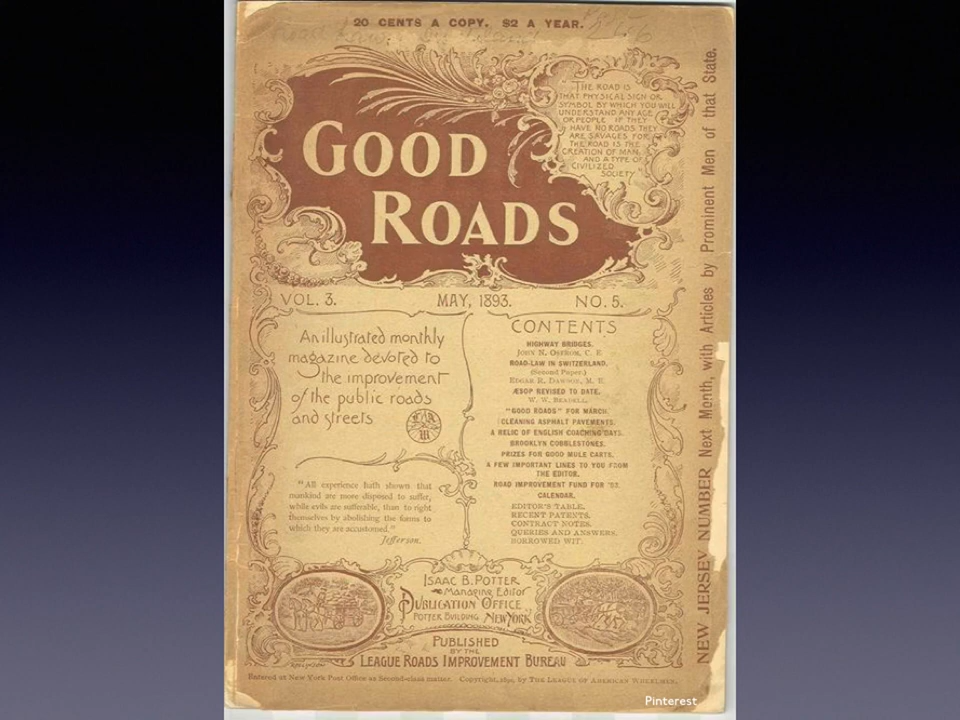 20 CENTS A COPY. $2 A YEAR.
"THE ROAD IS
THAT PHYSICAL SIGN OR
SYMBOL BY WHICH YOU WILL
UNDERSTAND ANY AGE
OR PEOPLE IF THEY
HAVE NO ROADS THEY
ARE SAVAGES FOR
THE ROAD IS THE
CREATION OF MAN
AND A TYPE OF
CIVILIZED
SOCIETY"
GOOD
ROADS
VOL. 3. MAY, 1893. NO. 5.
An illustrated monthly
magazine devoted to
the improvement
of the public roads
and streets
"All experience hath shown that
mankind are more disposed to suffer,
while evils are sufferable, than to right
themselves by abolishing the forms to
which they are accustomed."
Jefferson.
CONTENTS
HIGHWAY BRIDGES.
JOHN N. OSTROM, C. E.
ROAD-LAW IN SWITZERLAND.
(Second Paper.)
EDGAR R. DAWSON, M. E.
ÆSOP REVISED TO DATE.
W. W.
"GOOD ROADS" FOR MARCH.
CLEANING ASPHALT PAVEMENTS.
A RELIC OF ENGLISH COACHING DAYS.
BROOKLYN COBBLESTONES.
PRIZES FOR GOOD MULE CARTS.
A FEW IMPORTANT LINES TO YOU FROM
THE EDITOR.
ROAD IMPROVEMENT FUND FOR
CALENDAR.
EDITOR'S TABLE.
RECENT PATENTS.
CONTRACT NOTES.
QUERIES AND ANSWERS.
BORROWED WIT.
ISAAC B. POTTER
MANAGING EDITOR
PUBLICATION OFFICE
POTTER BUILDING NEW YORK
PUBLISHED
BY THE
LEAGUE ROADS IMPROVEMENT BUREAU
Entered at New York Post Office as Second-class matter. Copyright, by THE LEAGUE OF AMERICAN WHEELMEN.
NEW JERSEY NUMBER Next Month, with Articles by Prominent Men of that State.
Pinterest